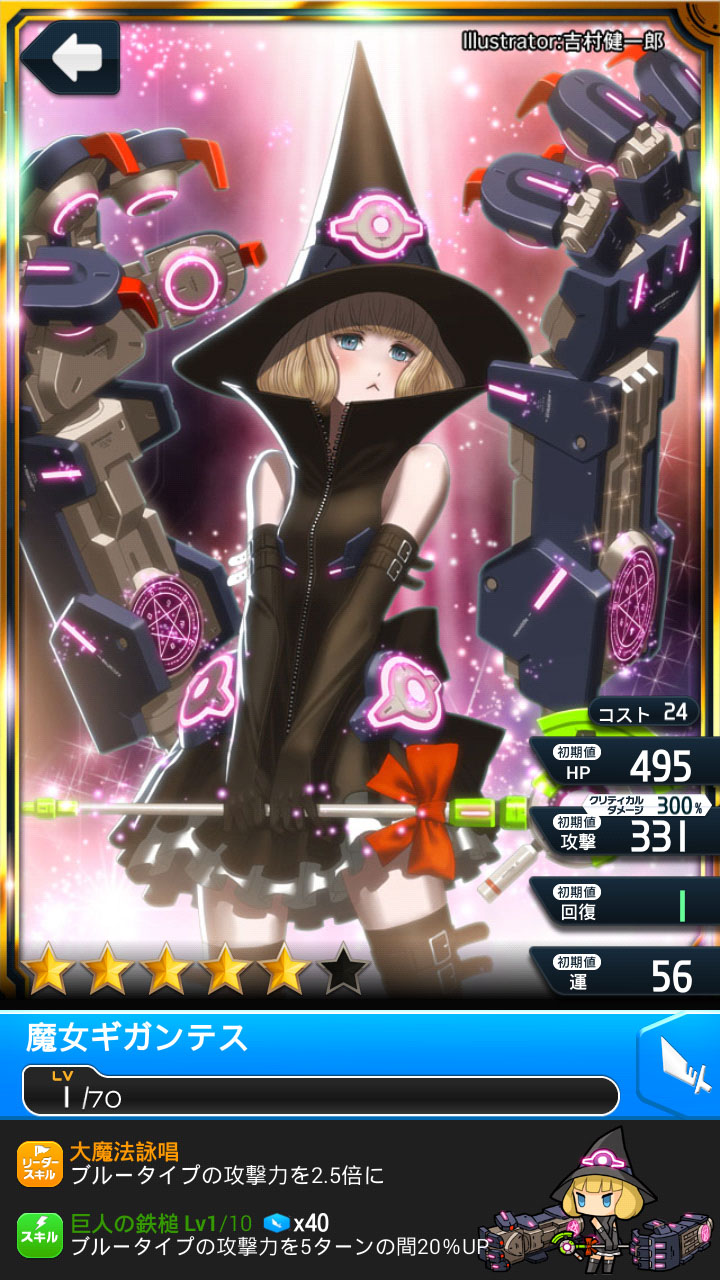 Illustrator:吉村健一郎
コスト 24
初期値
HP 495
クリティカル
ダメージ 300%
初期値
攻撃 331
初期値
回復 1
初期値
運 56
魔女ギガンテス
LV
1/70
リーダー
スキル
大魔法詠唱
ブルータイプの攻撃力を2.5倍に
スキル
巨人の鉄槌 Lv1/10 x40
ブルータイプの攻撃力を5ターンの間20%UP